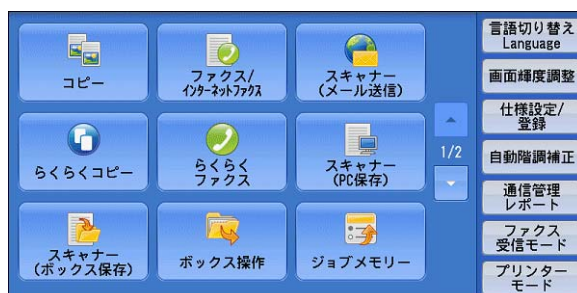 コピー
ファクス/
インターネットファクス
スキャナー
(メール送信)
らくらくコピー
らくらく
ファクス
スキャナー
(PC保存)
スキャナー
(ボックス保存)
ボックス操作
ジョブメモリー
1/2
言語切り替え
Language
画面輝度調整
仕様設定/
登録
自動階調補正
通信管理
レポート
ファクス
受信モード
プリンター
モード